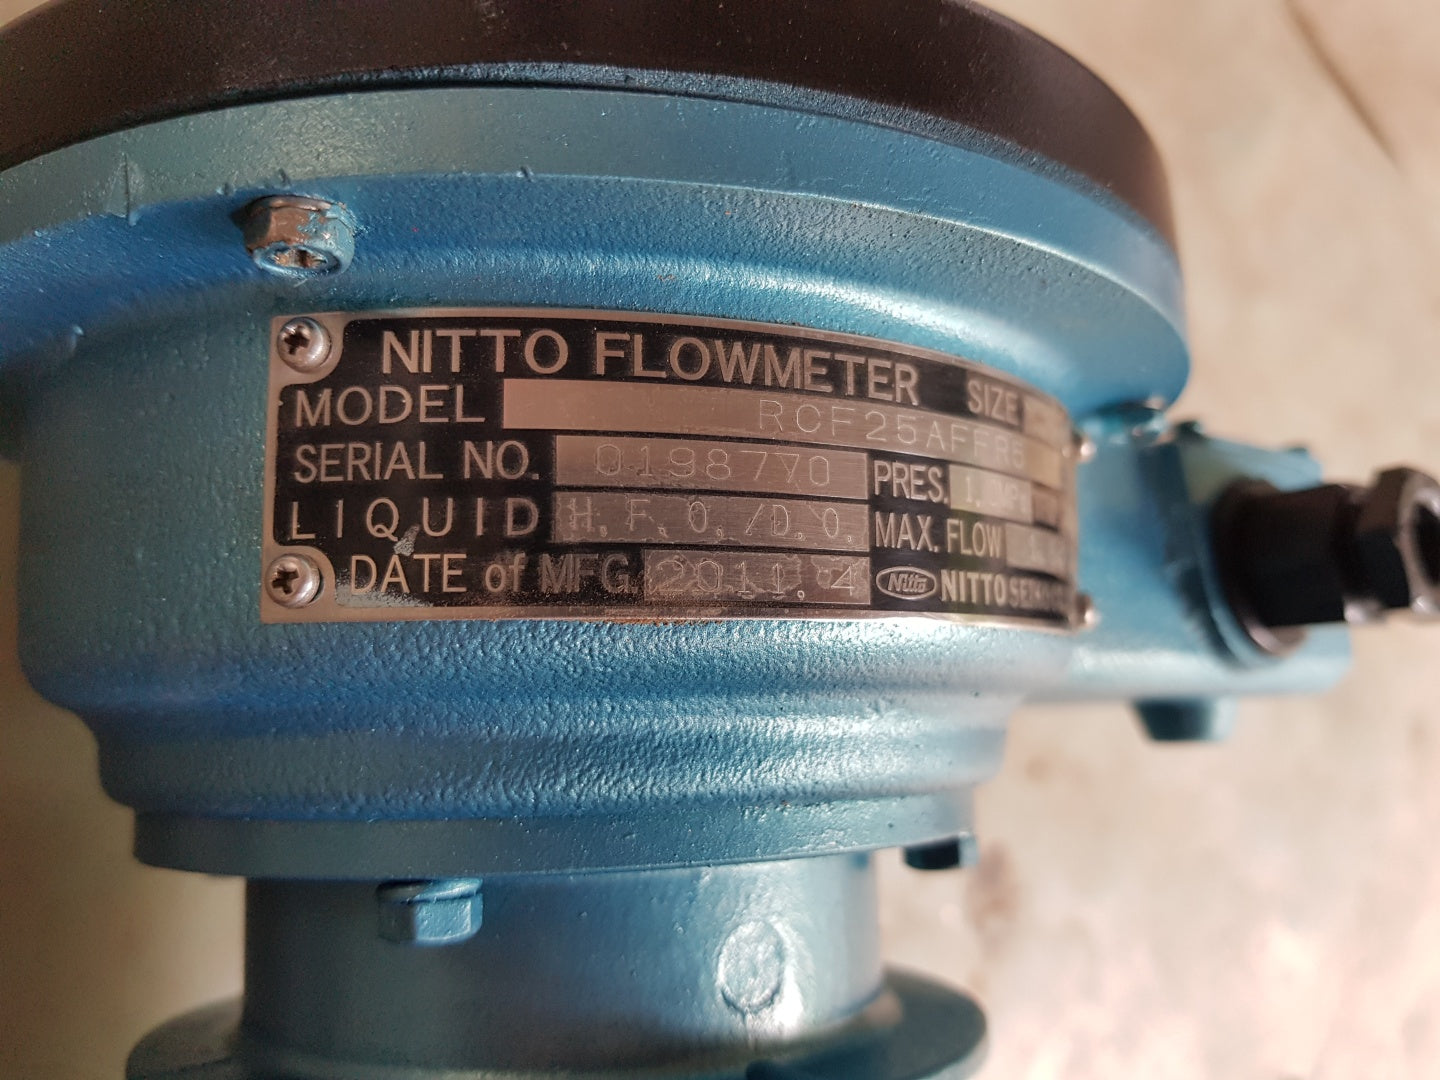 NITTO FLOWMETER SIZE
MODEL RCF25AFFR5
SERIAL NO. 0198770 PRES.
LIQUID H.F.O./D.O. MAX. FLOW
DATE of MFG. 2011.4 Nitto NITTO